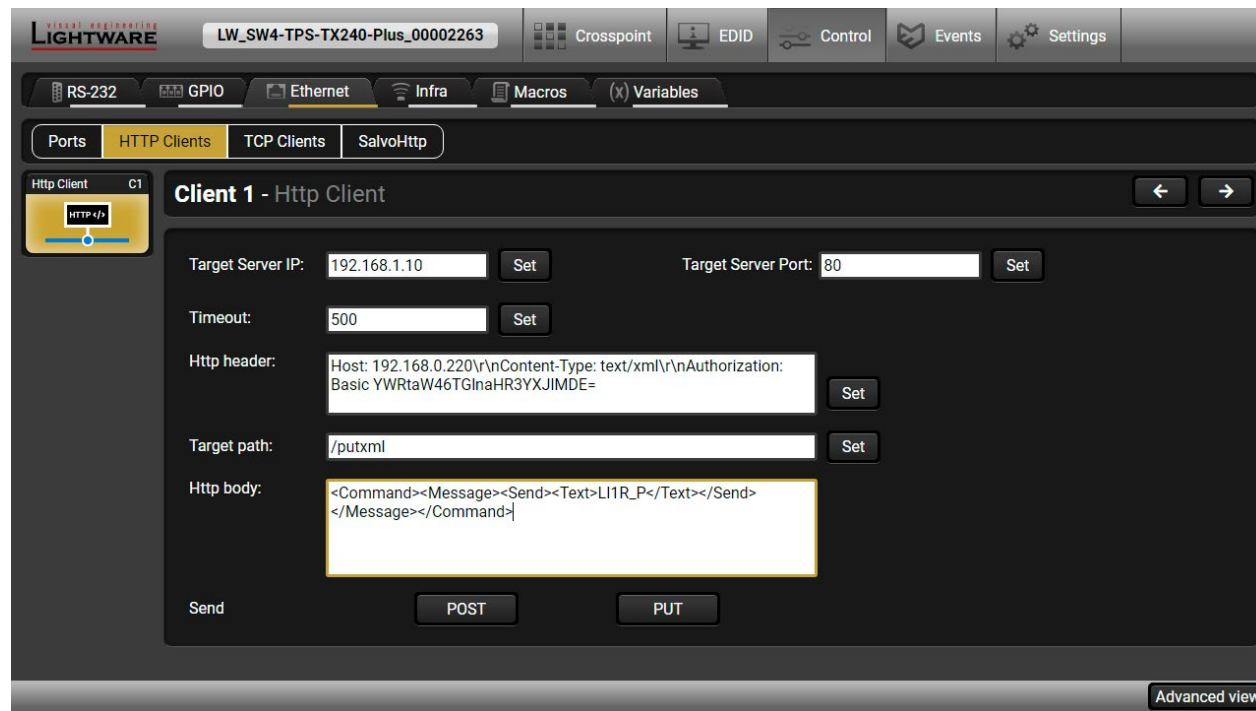 visual engineering
LIGHTWARE
LW_SW4-TPS-TX240-Plus_00002263
Crosspoint
EDID
Control
Events
Settings
RS-232
GPIO
Ethernet
Infra
Macros
(x) Variables
Ports
HTTP Clients
TCP Clients
SalvoHttp
Http Client C1
HTTP </>
Client 1 - Http Client
Target Server IP: 192.168.1.10 Set Target Server Port: 80 Set
Timeout: 500 Set
Http header: Host: 192.168.0.220\r\nContent-Type: text/xml\r\nAuthorization:
Basic YWRtaW46TGlnaHR3YXJlMDE=
Set
Target path: /putxml Set
Http body: <Command><Message><Send><Text>LI1R_P</Text></Send>
</Message></Command>
Send POST PUT
Advanced view